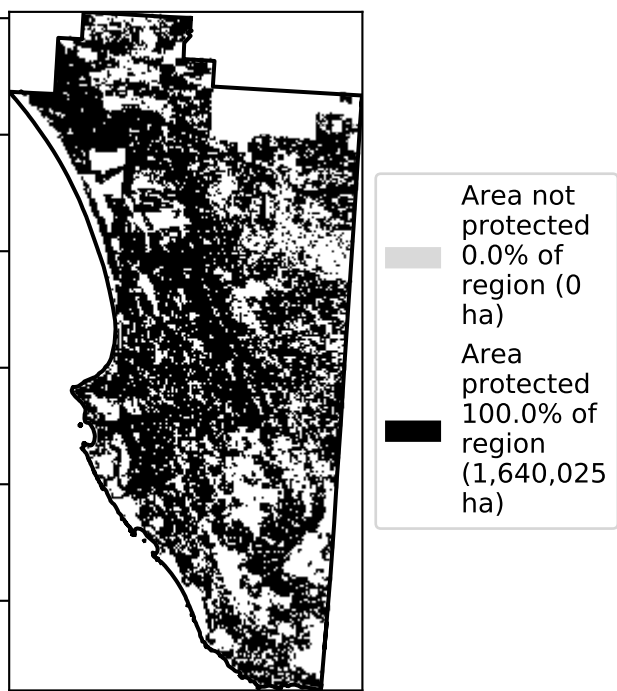 Area not
protected
0.0% of
region (0
ha)
Area
protected
100.0% of
region
(1,640,025
ha)